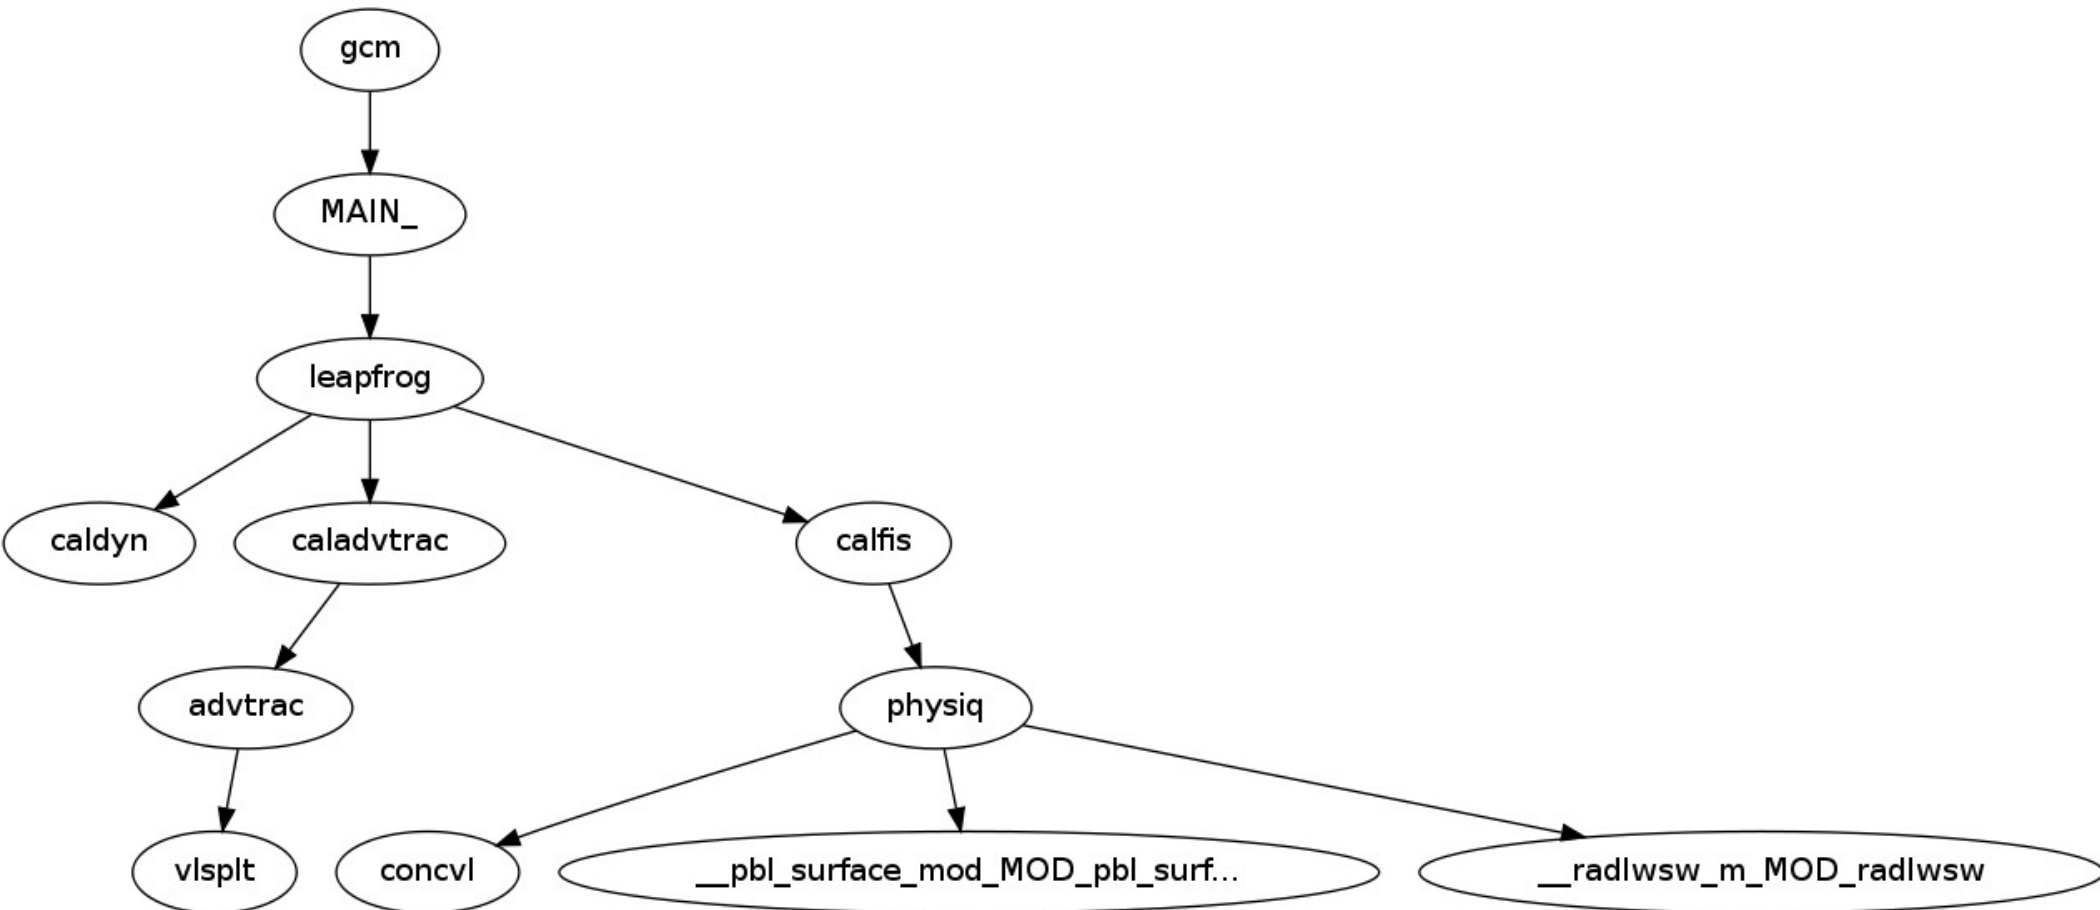 gcm
MAIN_
leapfrog
caldyn
caladvtrac
calfis
advtrac
physiq
vlsplt
concvl
__pbl_surface_mod_MOD_pbl_surf...
__radlwsw_m_MOD_radlwsw